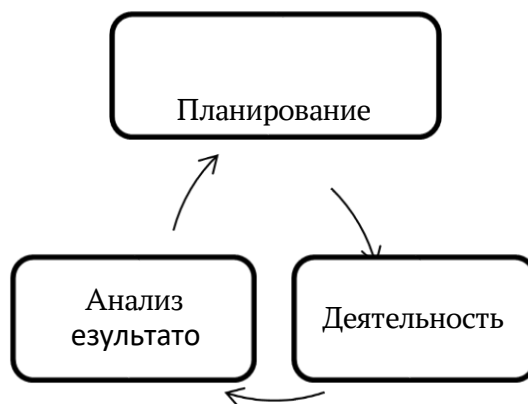 Планирование
Анализ
езультато
Деятельность